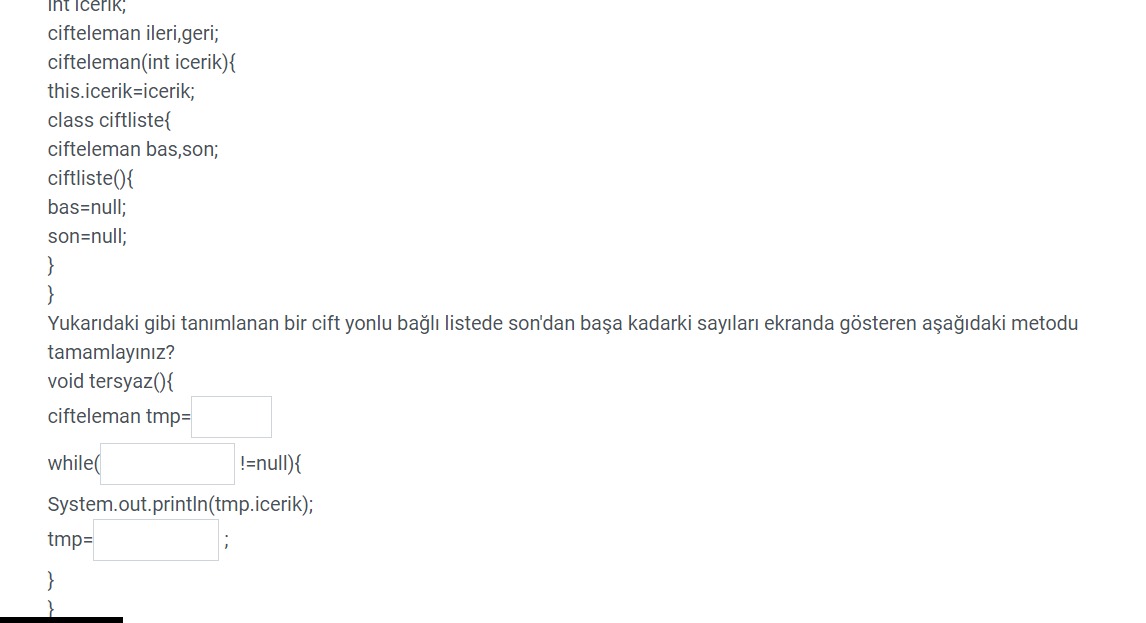 int icerik;
cifteleman ileri,geri;
cifteleman(int icerik){
this.icerik=icerik;
class ciftliste{
cifteleman bas,son;
ciftliste(){
bas=null;
son=null;
}
}
Yukarıdaki gibi tanımlanan bir cift yonlu bağlı listede son'dan başa kadarki sayıları ekranda gösteren aşağıdaki metodu
tamamlayınız?
void tersyaz(){
cifteleman tmp=
while( !=null){
System.out.println(tmp.icerik);
tmp= ;
}
}